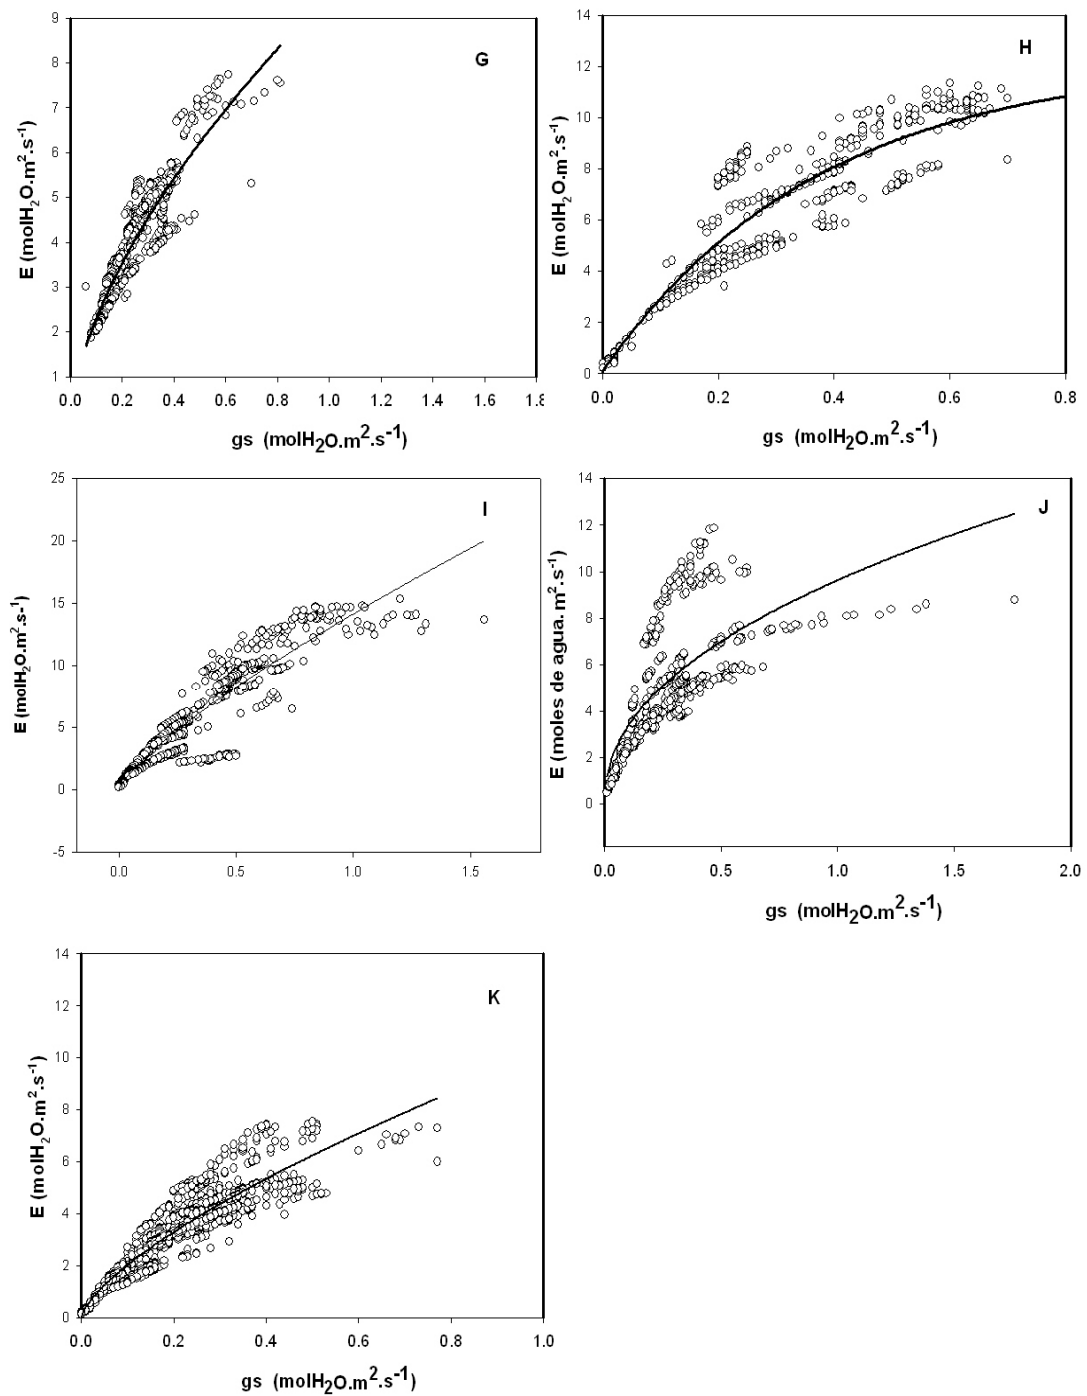 9
8
7
6
5
4
3
2
1
G
E (molH2O.m2.s-1)
0.0 0.2 0.4 0.6 0.8 1.0 1.2 1.4 1.6 1.8
gs (molH2O.m2.s-1)
14
12
10
8
6
4
2
0
H
E (molH2O.m2.s-1)
0.0 0.2 0.4 0.6 0.8
gs (molH2O.m2.s-1)
25
20
15
10
5
0
-5
I
E (molH2O.m2.s-1)
0.0 0.5 1.0 1.5
14
12
10
8
6
4
2
0
J
E (moles de agua. m2.s-1)
0.0 0.5 1.0 1.5 2.0
gs (molH2O.m2.s-1)
14
12
10
8
6
4
2
0
K
E (molH2O.m2.s-1)
0.0 0.2 0.4 0.6 0.8 1.0
gs (molH2O.m2.s-1)